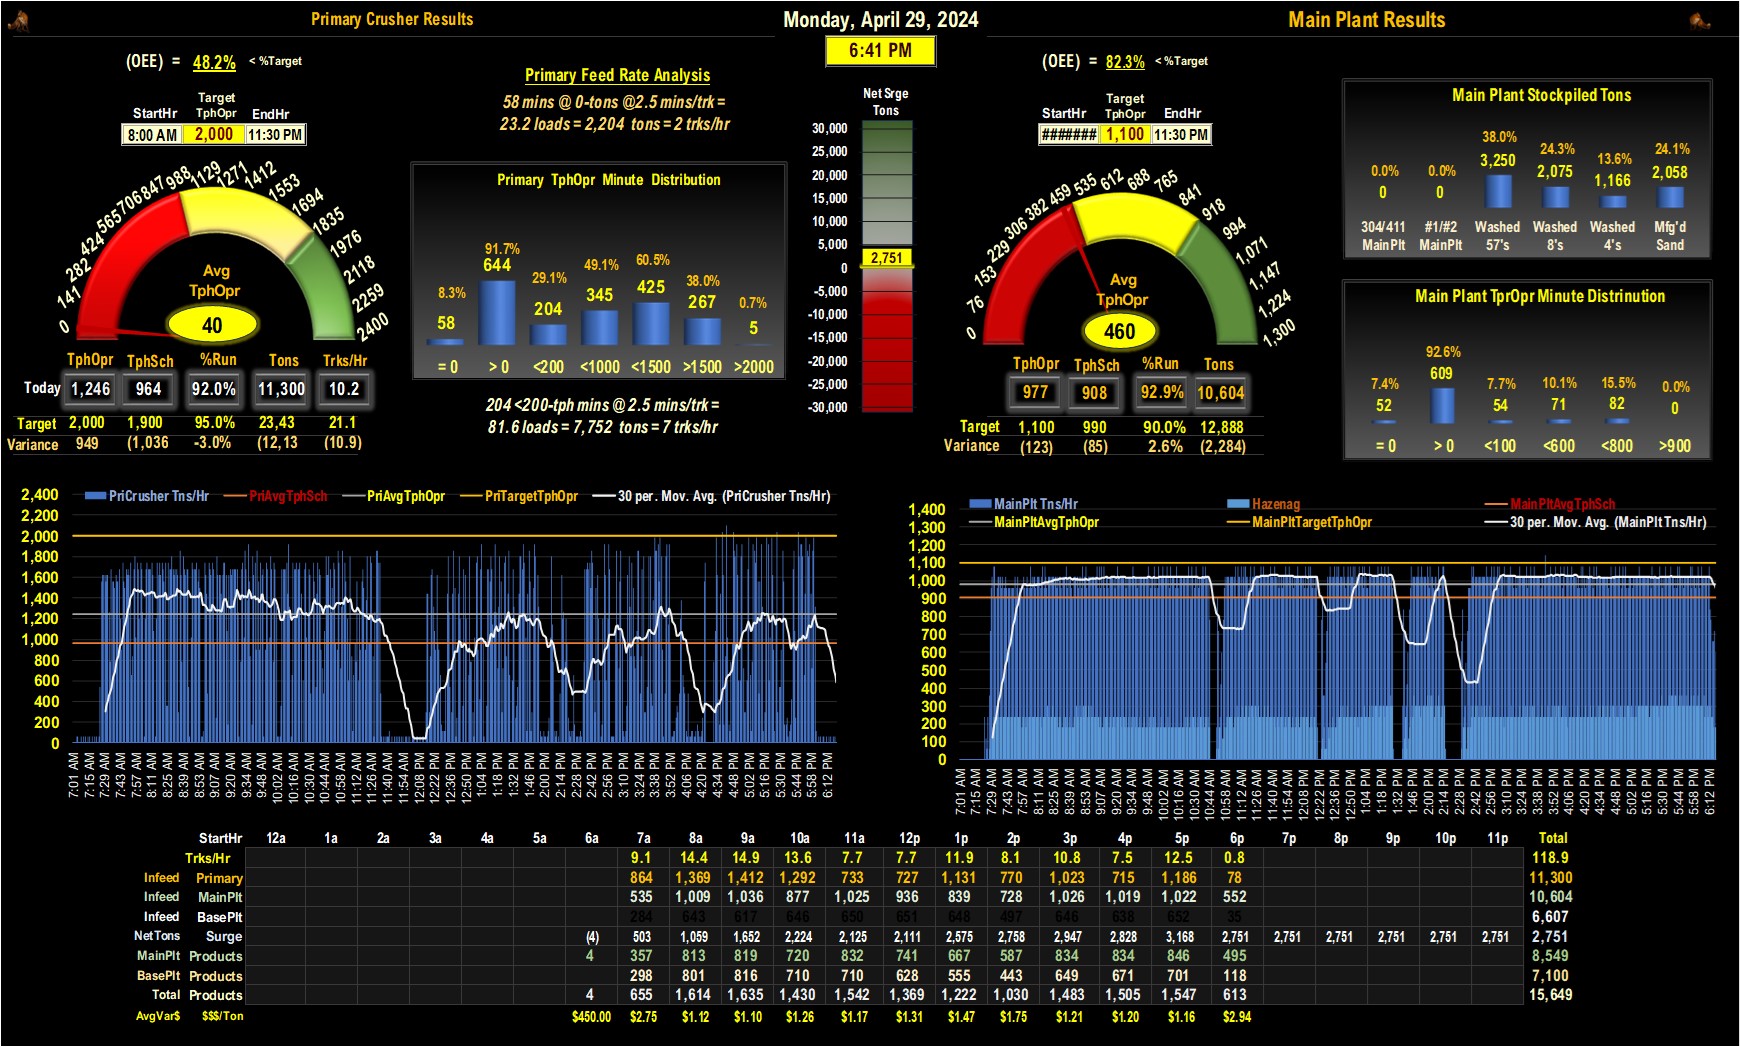 Primary Crusher Results
Monday, April 29, 2024
Main Plant Results
6:41 PM
(OEE) = 48.2% < %Target
StartHr Target TphOpr EndHr
8:00 AM 2,000 11:30 PM
0 141 282 424 565 706 847 988 1129 1271 1412 1553 1694 1835 1976 2118 2259 2400
Avg
TphOpr
40
TphOpr TphSch %Run Tons Trks/Hr
Today 1,246 964 92.0% 11,300 10.2
Target 2,000 1,900 95.0% 23,43 21.1
Variance 949 (1,036 -3.0% (12,13 (10.9)
Primary Feed Rate Analysis
58 mins @ 0-tons @2.5 mins/trk =
23.2 loads = 2,204 tons = 2 trks/hr
Primary TphOpr Minute Distribution
8.3% 91.7% 29.1% 49.1% 60.5% 38.0% 0.7%
58 644 204 345 425 267 5
= 0 > 0 <200 <1000 <1500 >1500 >2000
204 <200-tph mins @ 2.5 mins/trk =
81.6 loads = 7,752 tons = 7 trks/hr
Net Srge
Tons
30,000
25,000
20,000
15,000
10,000
5,000
2,751
0
-5,000
-10,000
-15,000
-20,000
-25,000
-30,000
(OEE) = 82.3% < %Target
StartHr Target TphOpr EndHr
####### 1,100 11:30 PM
0 76 153 229 306 382 459 535 612 688 765 841 918 994 1,071 1,147 1,224 1,300
Avg
TphOpr
460
TphOpr TphSch %Run Tons
977 908 92.9% 10,604
Target 1,100 990 90.0% 12,888
Variance (123) (85) 2.6% (2,284)
Main Plant Stockpiled Tons
0.0% 0.0% 38.0% 24.3% 13.6% 24.1%
0 0 3,250 2,075 1,166 2,058
304/411 #1/#2 Washed Washed Washed Mfg'd
MainPlt MainPlt 57's 8's 4's Sand
Main Plant TprOpr Minute Distrinution
7.4% 92.6% 7.7% 10.1% 15.5% 0.0%
52 609 54 71 82 0
= 0 > 0 <100 <600 <800 >900
PriCrusher Tns/Hr PriAvgTphSch PriAvgTphOpr PriTargetTphOpr 30 per. Mov. Avg. (PriCrusher Tns/Hr)
2,400
2,200
2,000
1,800
1,600
1,400
1,200
1,000
800
600
400
200
0
7:01 AM 7:15 AM 7:29 AM 7:43 AM 7:57 AM 8:11 AM 8:25 AM 8:39 AM 8:53 AM 9:07 AM 9:20 AM 9:34 AM 9:48 AM 10:02 AM 10:16 AM 10:30 AM 10:44 AM 10:58 AM 11:12 AM 11:26 AM 11:40 AM 11:54 AM 12:08 PM 12:22 PM 12:36 PM 12:50 PM 1:04 PM 1:18 PM 1:32 PM 1:46 PM 2:00 PM 2:14 PM 2:28 PM 2:42 PM 2:56 PM 3:10 PM 3:24 PM 3:38 PM 3:52 PM 4:06 PM 4:20 PM 4:34 PM 4:48 PM 5:02 PM 5:16 PM 5:30 PM 5:44 PM 5:58 PM 6:12 PM
MainPlt Tns/Hr Hazenag MainPltAvgTphSch
MainPltAvgTphOpr MainPltTargetTphOpr 30 per. Mov. Avg. (MainPlt Tns/Hr)
1,400
1,300
1,200
1,100
1,000
900
800
700
600
500
400
300
200
100
0
7:01 AM 7:15 AM 7:29 AM 7:43 AM 7:57 AM 8:11 AM 8:25 AM 8:39 AM 8:53 AM 9:07 AM 9:20 AM 9:34 AM 9:48 AM 10:02 AM 10:16 AM 10:30 AM 10:44 AM 10:58 AM 11:12 AM 11:26 AM 11:40 AM 11:54 AM 12:08 PM 12:22 PM 12:36 PM 12:50 PM 1:04 PM 1:18 PM 1:32 PM 1:46 PM 2:00 PM 2:14 PM 2:28 PM 2:42 PM 2:56 PM 3:10 PM 3:24 PM 3:38 PM 3:52 PM 4:06 PM 4:20 PM 4:34 PM 4:48 PM 5:02 PM 5:16 PM 5:30 PM 5:44 PM 5:58 PM 6:12 PM
StartHr 12a 1a 2a 3a 4a 5a 6a 7a 8a 9a 10a 11a 12p 1p 2p 3p 4p 5p 6p 7p 8p 9p 10p 11p Total
Trks/Hr 9.1 14.4 14.9 13.6 7.7 7.7 11.9 8.1 10.8 7.5 12.5 0.8 118.9
Infeed Primary 864 1,369 1,412 1,292 733 727 1,131 770 1,023 715 1,186 78 11,300
Infeed MainPlt 535 1,009 1,036 877 1,025 936 839 728 1,026 1,019 1,022 552 10,604
Infeed BasePlt 284 643 617 646 650 651 648 497 646 638 652 35 6,607
NetTons Surge (4) 503 1,059 1,652 2,224 2,125 2,111 2,575 2,758 2,947 2,828 3,168 2,751 2,751 2,751 2,751 2,751 2,751 2,751
MainPlt Products 4 357 813 819 720 832 741 667 587 834 834 846 495 8,549
BasePlt Products 298 801 816 710 710 628 555 443 649 671 701 118 7,100
Total Products 4 655 1,614 1,635 1,430 1,542 1,369 1,222 1,030 1,483 1,505 1,547 613 15,649
AvgVar$ $$$/Ton $450.00 $2.75 $1.12 $1.10 $1.26 $1.17 $1.31 $1.47 $1.75 $1.21 $1.20 $1.16 $2.94